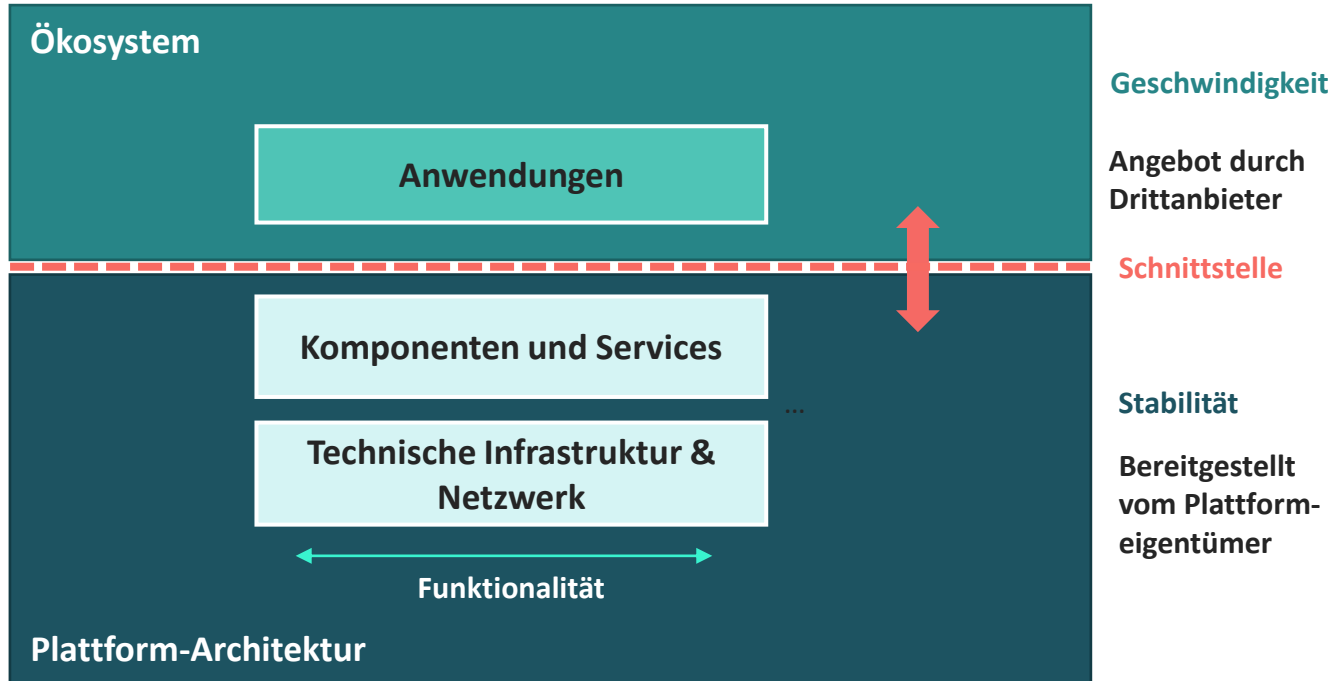 Ökosystem
Geschwindigkeit
Anwendungen
Angebot durch
Drittanbieter
Schnittstelle
Komponenten und Services
...
Stabilität
Technische Infrastruktur &
Netzwerk
Bereitgestellt
vom Plattform-
eigentümer
Funktionalität
Plattform-Architektur